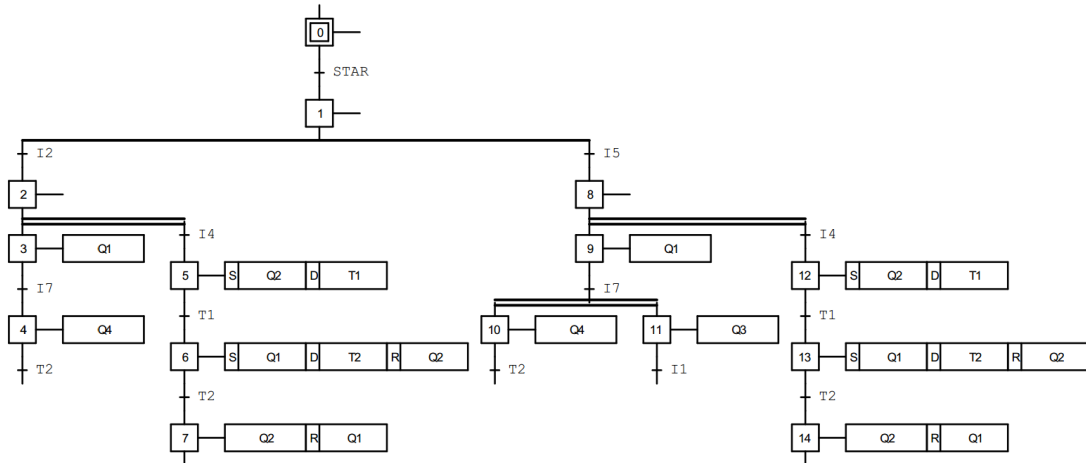 0
STAR
1
I2 I5
2 8
I4 I4
3 Q1 9 Q1
5 S Q2 D T1 12 S Q2 D T1
I7 I7
T1 T1
4 Q4 10 Q4 11 Q3
6 S Q1 D T2 R Q2 13 S Q1 D T2 R Q2
T2 T2 I1
T2 T2
7 Q2 R Q1 14 Q2 R Q1